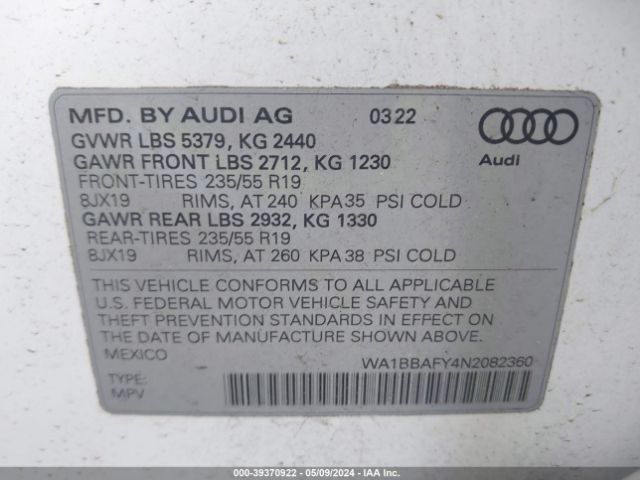 MFD. BY AUDI AG 03 22
GVWR LBS 5379, KG 2440
GAWR FRONT LBS 2712, KG 1230
FRONT-TIRES 235/55 R19
8JX19 RIMS, AT 240 KPA 35 PSI COLD
GAWR REAR LBS 2932, KG 1330
REAR-TIRES 235/55 R19
8JX19 RIMS, AT 260 KPA 38 PSI COLD
Audi
THIS VEHICLE CONFORMS TO ALL APPLICABLE
U.S. FEDERAL MOTOR VEHICLE SAFETY AND
THEFT PREVENTION STANDARDS IN EFFECT ON
THE DATE OF MANUFACTURE SHOWN ABOVE.
MEXICO WA1BBAFY4N2082360
TYPE:
MPV
000-39370922 - 05/09/2024 - IAAI.COM